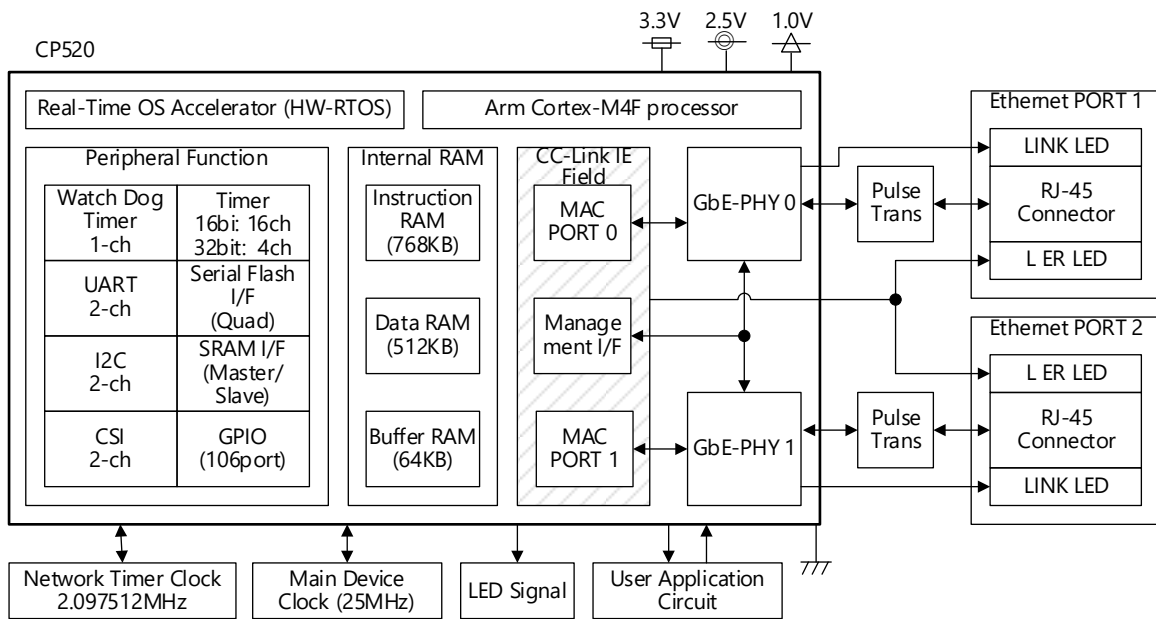 3.3V
2.5V
1.0V
CP520
Real-Time OS Accelerator (HW-RTOS)
Arm Cortex-M4F processor
Peripheral Function
Watch Dog
Timer
1-ch
Timer
16bi: 16ch
32bit: 4ch
UART
2-ch
Serial Flash
I/F
(Quad)
I2C
2-ch
SRAM I/F
(Master/
Slave)
CSI
2-ch
GPIO
(106port)
Internal RAM
Instruction
RAM
(768KB)
Data RAM
(512KB)
Buffer RAM
(64KB)
CC-Link IE
Field
MAC
PORT 0
Manage
ment I/F
MAC
PORT 1
GbE-PHY 0
GbE-PHY 1
Pulse
Trans
Pulse
Trans
Ethernet PORT 1
LINK LED
RJ-45
Connector
L ER LED
Ethernet PORT 2
L ER LED
RJ-45
Connector
LINK LED
Network Timer Clock
2.097512MHz
Main Device
Clock (25MHz)
LED Signal
User Application
Circuit